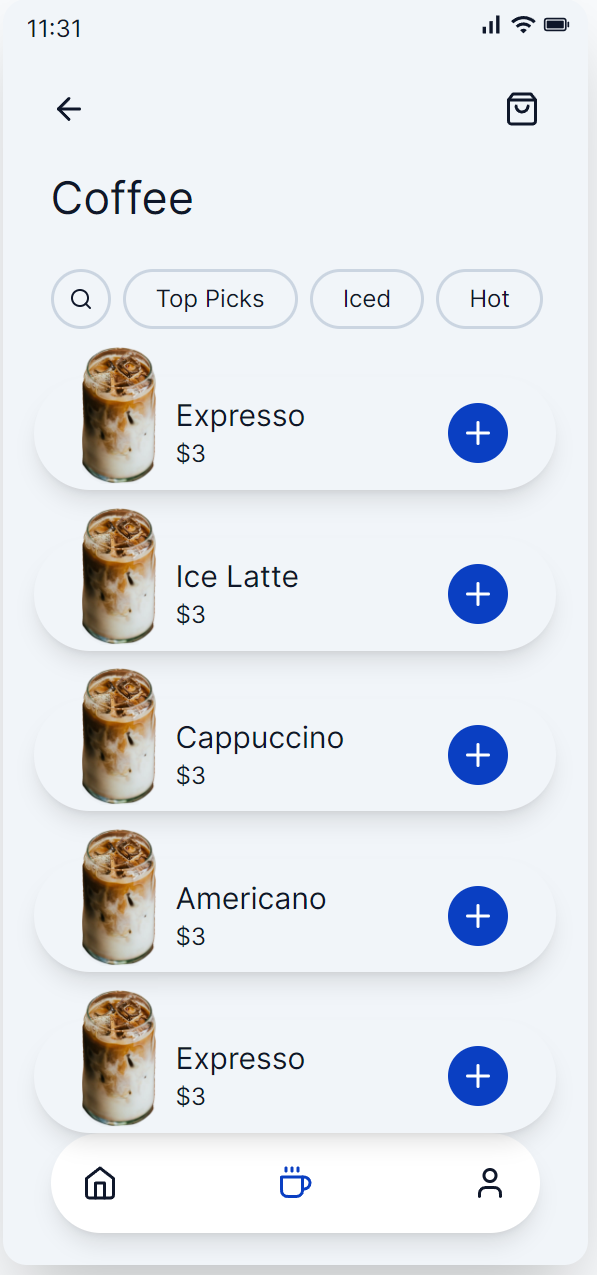 11:31
Coffee
Top Picks Iced Hot
Expresso
$3
Ice Latte
$3
Cappuccino
$3
Americano
$3
Expresso
$3